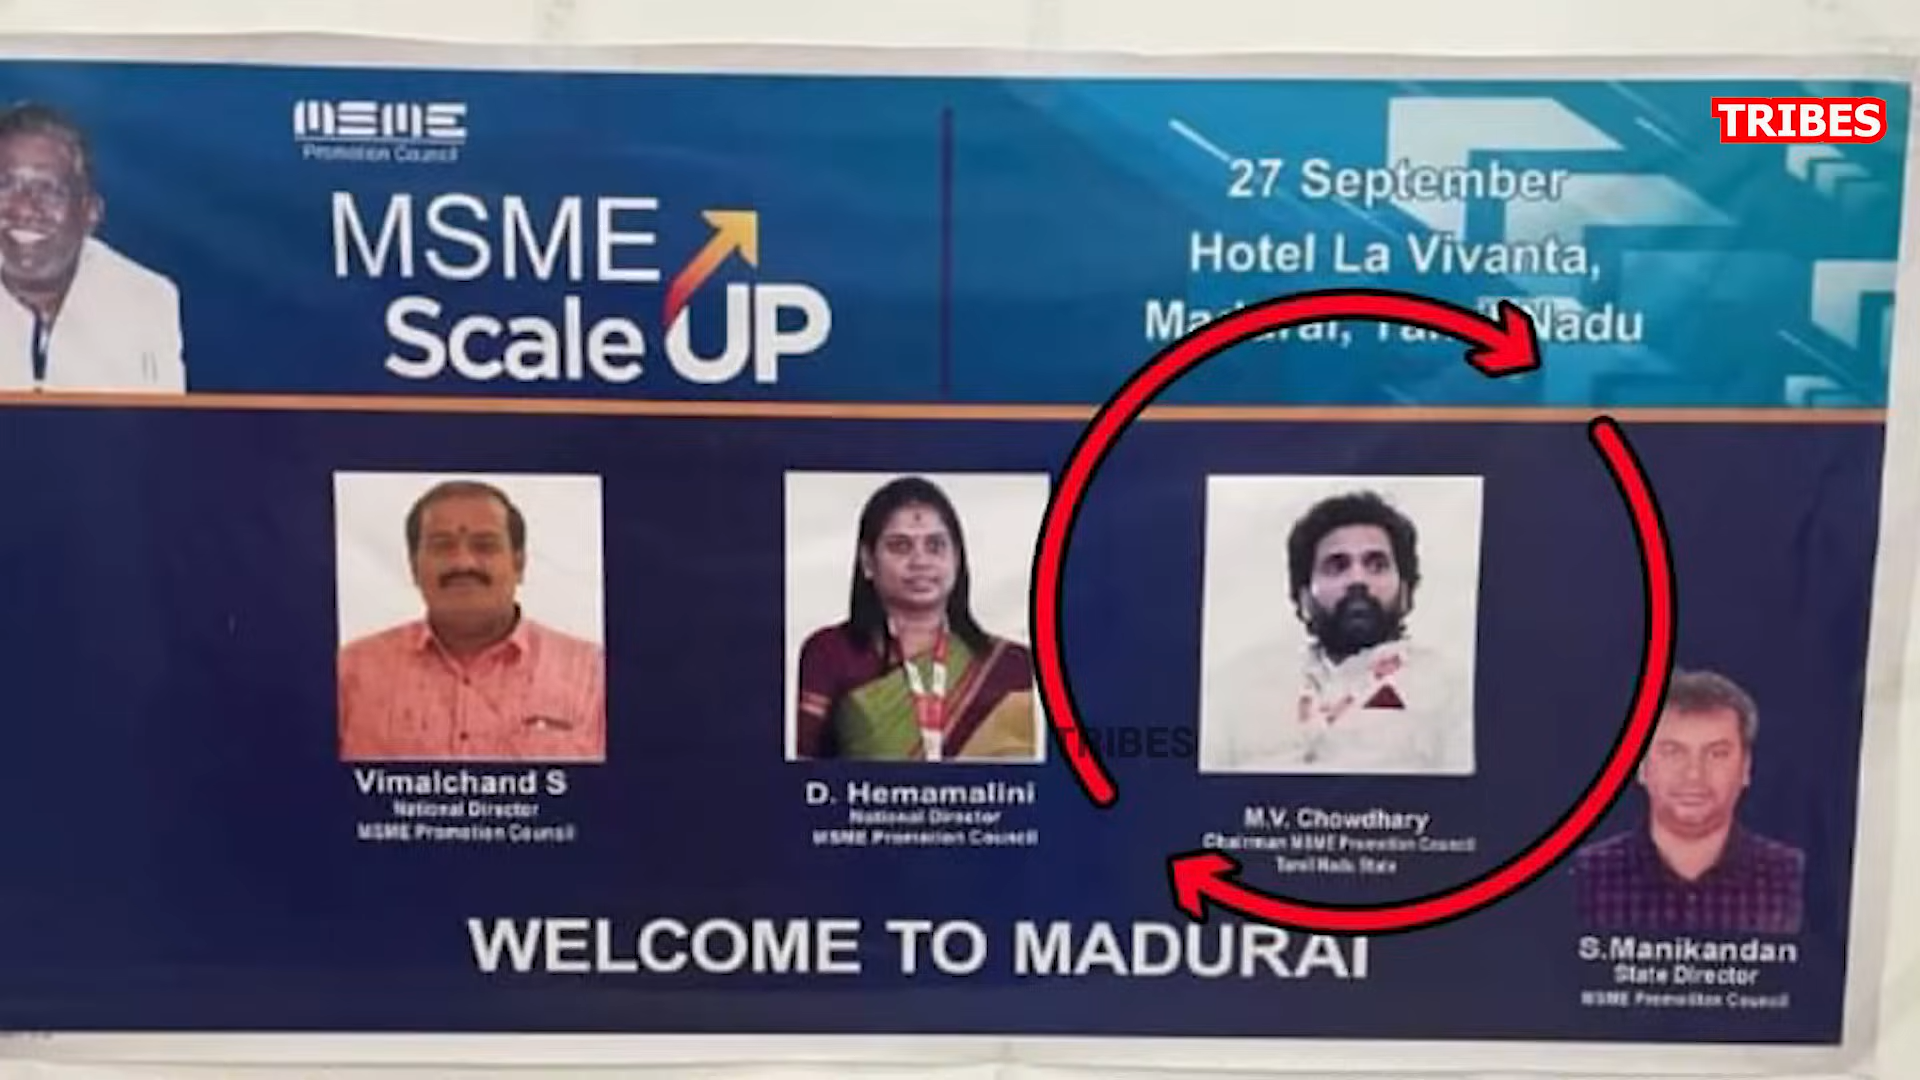 TRIBES
MSME
Promotion Council
MSME
Scale UP
27 September
Hotel La Vivanta,
Madurai, Tamil Nadu
Vimalchand S
National Director
MSME Promotion Council
D. Hemamalini
National Director
MSME Promotion Council
M.V. Chowdhary
Chairman MSME Promotion Council
Tamil Nadu State
TRIBES
S.Manikandan
State Director
MSME Promotion Council
WELCOME TO MADURAI